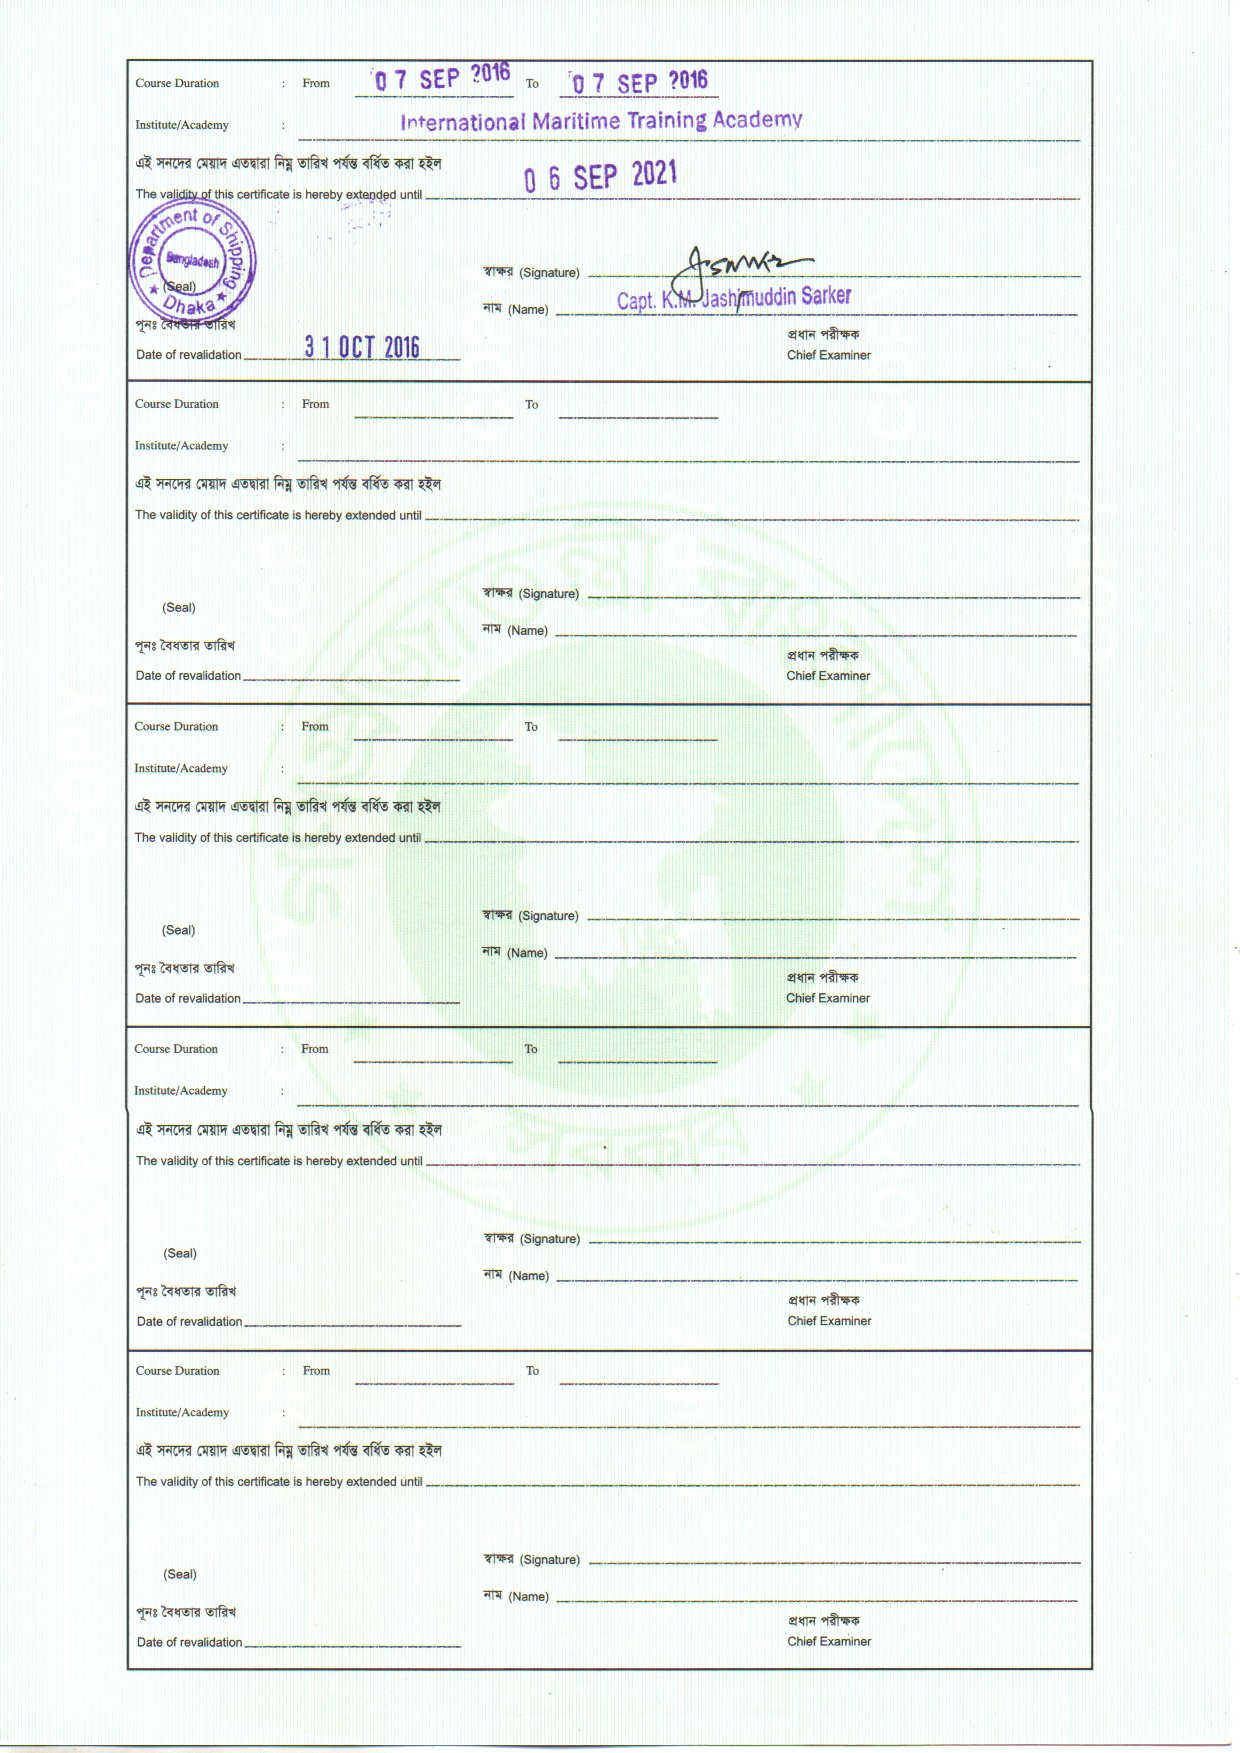 Course Duration : From 07 SEP 2016 To 07 SEP 2016
Institute/Academy : International Maritime Training Academy
এই সনদের মেয়াদ এতদ্বারা নিম্ন তারিখ পর্যন্ত বর্ধিত করা হইল
The validity of this certificate is hereby extended until 06 SEP 2021
Department of Shipping
Bangladesh
Dhaka
(Seal)
স্বাক্ষর (Signature)
নাম (Name) Capt. K.M. Jashimuddin Sarker
পূনঃ বৈধতার তারিখ
প্রধান পরীক্ষক
Date of revalidation 31 OCT 2016
Chief Examiner
Course Duration : From To
Institute/Academy :
এই সনদের মেয়াদ এতদ্বারা নিম্ন তারিখ পর্যন্ত বর্ধিত করা হইল
The validity of this certificate is hereby extended until
স্বাক্ষর (Signature)
(Seal)
নাম (Name)
পূনঃ বৈধতার তারিখ
প্রধান পরীক্ষক
Date of revalidation
Chief Examiner
Course Duration : From To
Institute/Academy :
এই সনদের মেয়াদ এতদ্বারা নিম্ন তারিখ পর্যন্ত বর্ধিত করা হইল
The validity of this certificate is hereby extended until
স্বাক্ষর (Signature)
(Seal)
নাম (Name)
পূনঃ বৈধতার তারিখ
প্রধান পরীক্ষক
Date of revalidation
Chief Examiner
Course Duration : From To
Institute/Academy :
এই সনদের মেয়াদ এতদ্বারা নিম্ন তারিখ পর্যন্ত বর্ধিত করা হইল
The validity of this certificate is hereby extended until
স্বাক্ষর (Signature)
(Seal)
নাম (Name)
পূনঃ বৈধতার তারিখ
প্রধান পরীক্ষক
Date of revalidation
Chief Examiner
Course Duration : From To
Institute/Academy :
এই সনদের মেয়াদ এতদ্বারা নিম্ন তারিখ পর্যন্ত বর্ধিত করা হইল
The validity of this certificate is hereby extended until
স্বাক্ষর (Signature)
(Seal)
নাম (Name)
পূনঃ বৈধতার তারিখ
প্রধান পরীক্ষক
Date of revalidation
Chief Examiner
গণপ্রজাতন্ত্রী বাংলাদেশ
সরকার